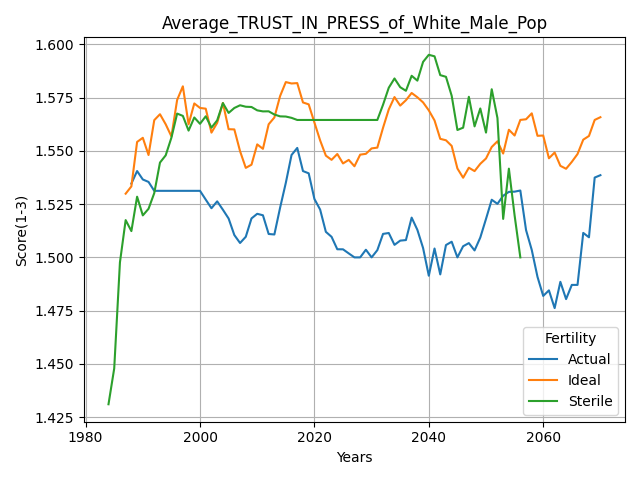 Average_TRUST_IN_PRESS_of_White_Male_Pop
Score(1-3)
1.600
1.575
1.550
1.525
1.500
1.475
1.450
1.425
1980
2000
2020
2040
2060
Years
Fertility
Actual
Ideal
Sterile